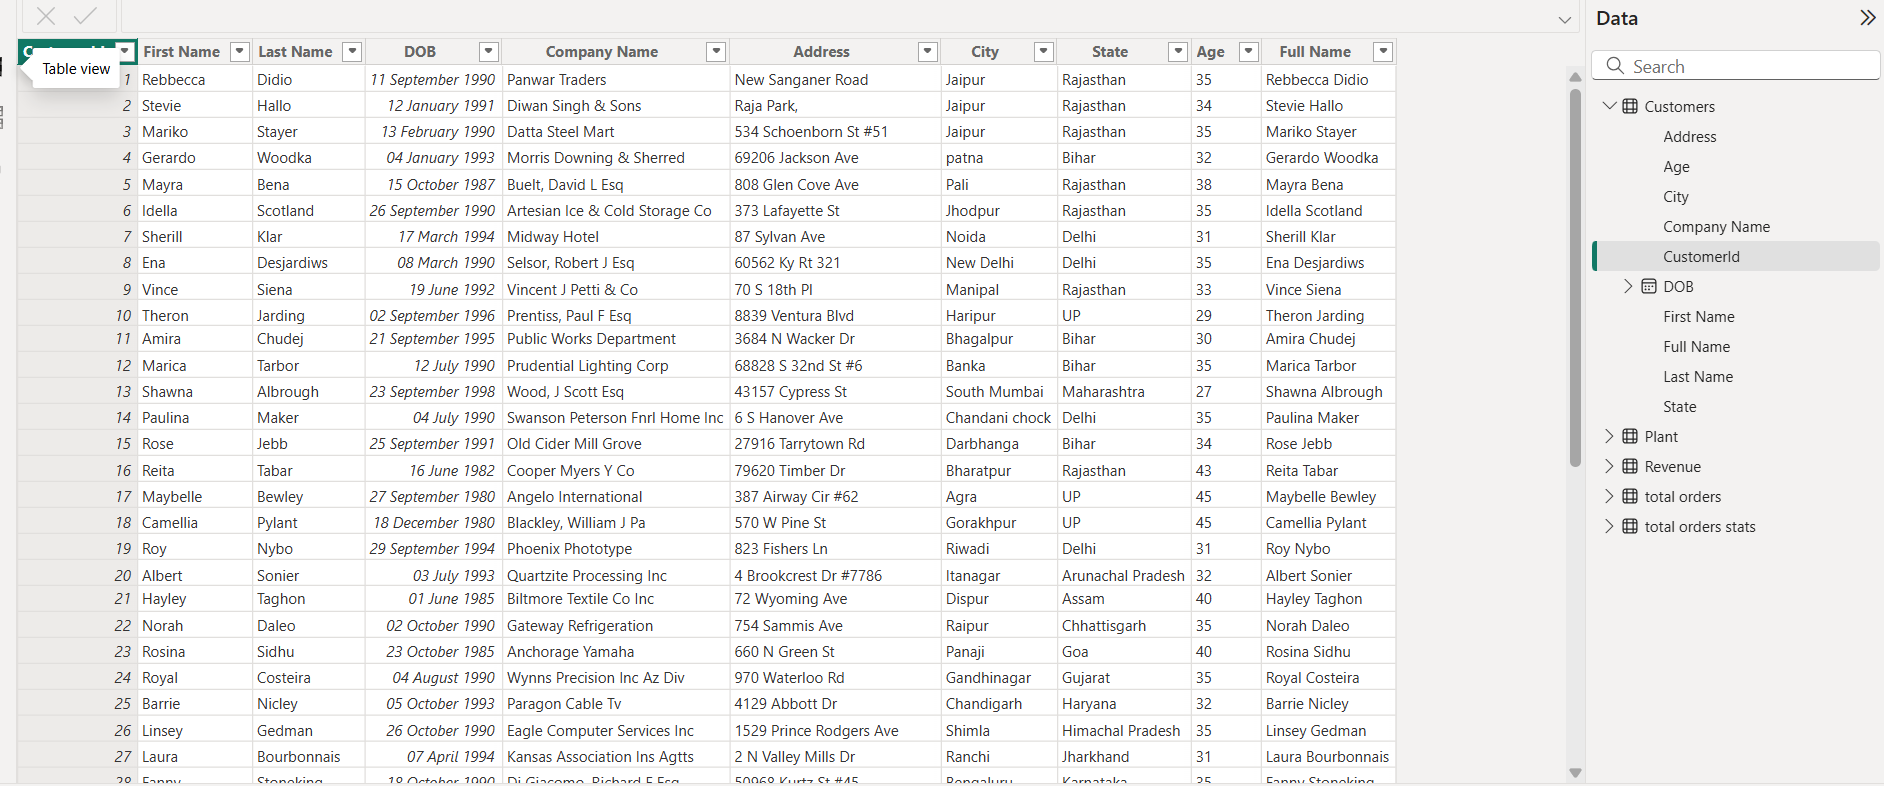 First Name Last Name DOB Company Name Address City State Age Full Name
Table view
1 Rebbecca Didio 11 September 1990 Panwar Traders New Sanganer Road Jaipur Rajasthan 35 Rebbecca Didio
2 Stevie Hallo 12 January 1991 Diwan Singh & Sons Raja Park, Jaipur Rajasthan 34 Stevie Hallo
3 Mariko Stayer 13 February 1990 Datta Steel Mart 534 Schoenborn St #51 Jaipur Rajasthan 35 Mariko Stayer
4 Gerardo Woodka 04 January 1993 Morris Downing & Sherred 69206 Jackson Ave patna Bihar 32 Gerardo Woodka
5 Mayra Bena 15 October 1987 Buelt, David L Esq 808 Glen Cove Ave Pali Rajasthan 38 Mayra Bena
6 Idella Scotland 26 September 1990 Artesian Ice & Cold Storage Co 373 Lafayette St Jhodpur Rajasthan 35 Idella Scotland
7 Sherill Klar 17 March 1994 Midway Hotel 87 Sylvan Ave Noida Delhi 31 Sherill Klar
8 Ena Desjardiws 08 March 1990 Selsor, Robert J Esq 60562 Ky Rt 321 New Delhi Delhi 35 Ena Desjardiws
9 Vince Siena 19 June 1992 Vincent J Petti & Co 70 S 18th Pl Manipal Rajasthan 33 Vince Siena
10 Theron Jarding 02 September 1996 Prentiss, Paul F Esq 8839 Ventura Blvd Haripur UP 29 Theron Jarding
11 Amira Chudej 21 September 1995 Public Works Department 3684 N Wacker Dr Bhagalpur Bihar 30 Amira Chudej
12 Marica Tarbor 12 July 1990 Prudential Lighting Corp 68828 S 32nd St #6 Banka Bihar 35 Marica Tarbor
13 Shawna Albrough 23 September 1998 Wood, J Scott Esq 43157 Cypress St South Mumbai Maharashtra 27 Shawna Albrough
14 Paulina Maker 04 July 1990 Swanson Peterson Fnrl Home Inc 6 S Hanover Ave Chandani chock Delhi 35 Paulina Maker
15 Rose Jebb 25 September 1991 Old Cider Mill Grove 27916 Tarrytown Rd Darbhanga Bihar 34 Rose Jebb
16 Reita Tabar 16 June 1982 Cooper Myers Y Co 79620 Timber Dr Bharatpur Rajasthan 43 Reita Tabar
17 Maybelle Bewley 27 September 1980 Angelo International 387 Airway Cir #62 Agra UP 45 Maybelle Bewley
18 Camellia Pylant 18 December 1980 Blackley, William J Pa 570 W Pine St Gorakhpur UP 45 Camellia Pylant
19 Roy Nybo 29 September 1994 Phoenix Phototype 823 Fishers Ln Riwadi Delhi 31 Roy Nybo
20 Albert Sonier 03 July 1993 Quartzite Processing Inc 4 Brookcrest Dr #7786 Itanagar Arunachal Pradesh 32 Albert Sonier
21 Hayley Taghon 01 June 1985 Biltmore Textile Co Inc 72 Wyoming Ave Dispur Assam 40 Hayley Taghon
22 Norah Daleo 02 October 1990 Gateway Refrigeration 754 Sammis Ave Raipur Chhattisgarh 35 Norah Daleo
23 Rosina Sidhu 23 October 1985 Anchorage Yamaha 660 N Green St Panaji Goa 40 Rosina Sidhu
24 Royal Costeira 04 August 1990 Wynns Precision Inc Az Div 970 Waterloo Rd Gandhinagar Gujarat 35 Royal Costeira
25 Barrie Nicley 05 October 1993 Paragon Cable Tv 4129 Abbott Dr Chandigarh Haryana 32 Barrie Nicley
26 Linsey Gedman 26 October 1990 Eagle Computer Services Inc 1529 Prince Rodgers Ave Shimla Himachal Pradesh 35 Linsey Gedman
27 Laura Bourbonnais 07 April 1994 Kansas Association Ins Agtts 2 N Valley Mills Dr Ranchi Jharkhand 31 Laura Bourbonnais
28 Fanny Stoneking 18 October 1990 Di Giacomo, Richard F Esq 50968 Kurtz St #45 Bengaluru Karnataka 35 Fanny Stoneking
Data
Search
Customers
Address
Age
City
Company Name
CustomerId
DOB
First Name
Full Name
Last Name
State
Plant
Revenue
total orders
total orders stats